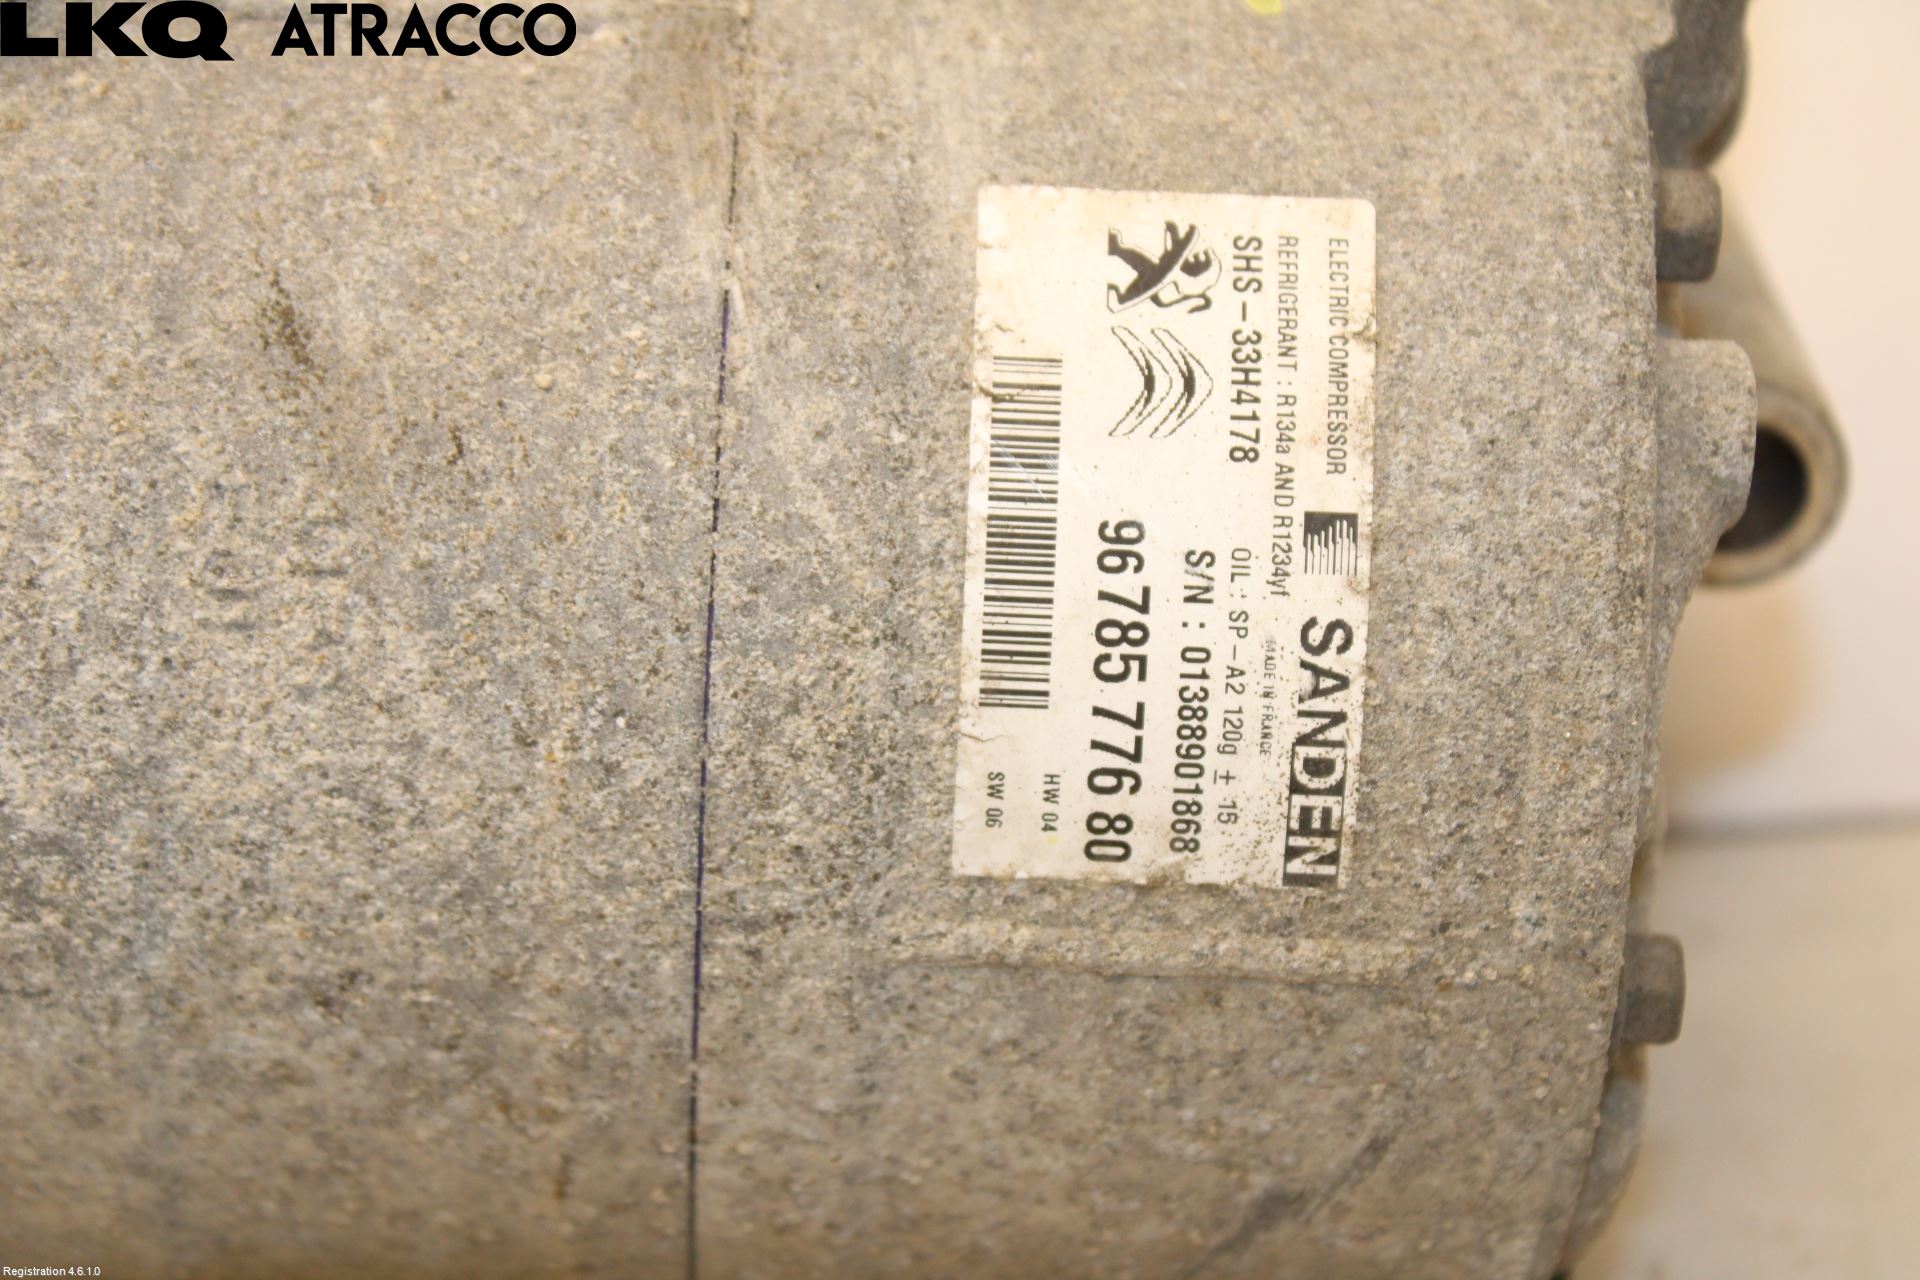 LKQ ATRACCO
ELECTRIC COMPRESSOR SANDEN
REFRIGERANT : R134a AND R1234yf MADE IN FRANCE
SHS-33H4178 OIL : SP-A2 120g ± 15
S/N : 01388901868
96 785 776 80
HW 04
SW 06
Registration 4.6.1.0